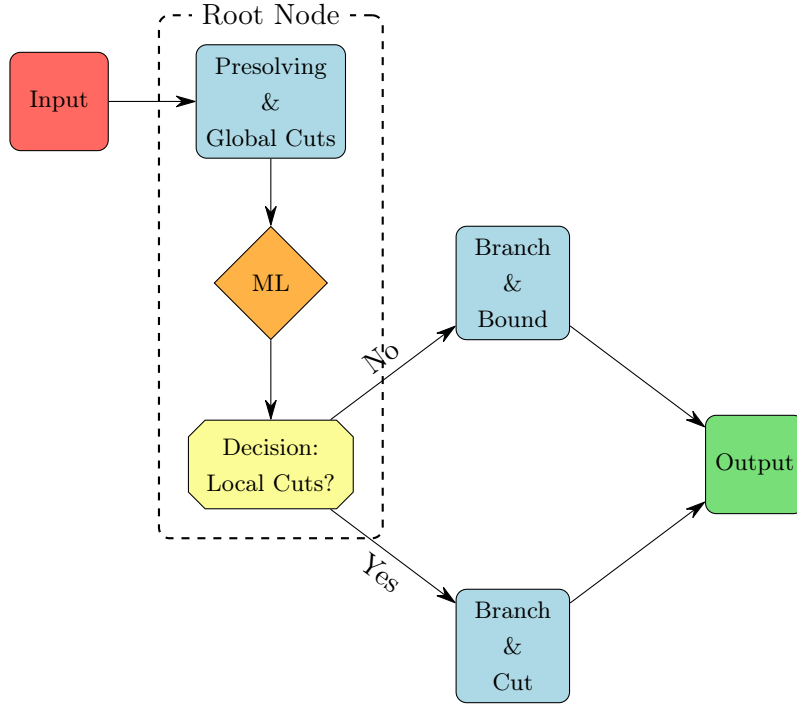 Root Node
Input
Presolving
&
Global Cuts
ML
Decision:
Local Cuts?
No
Yes
Branch
&
Bound
Branch
&
Cut
Output